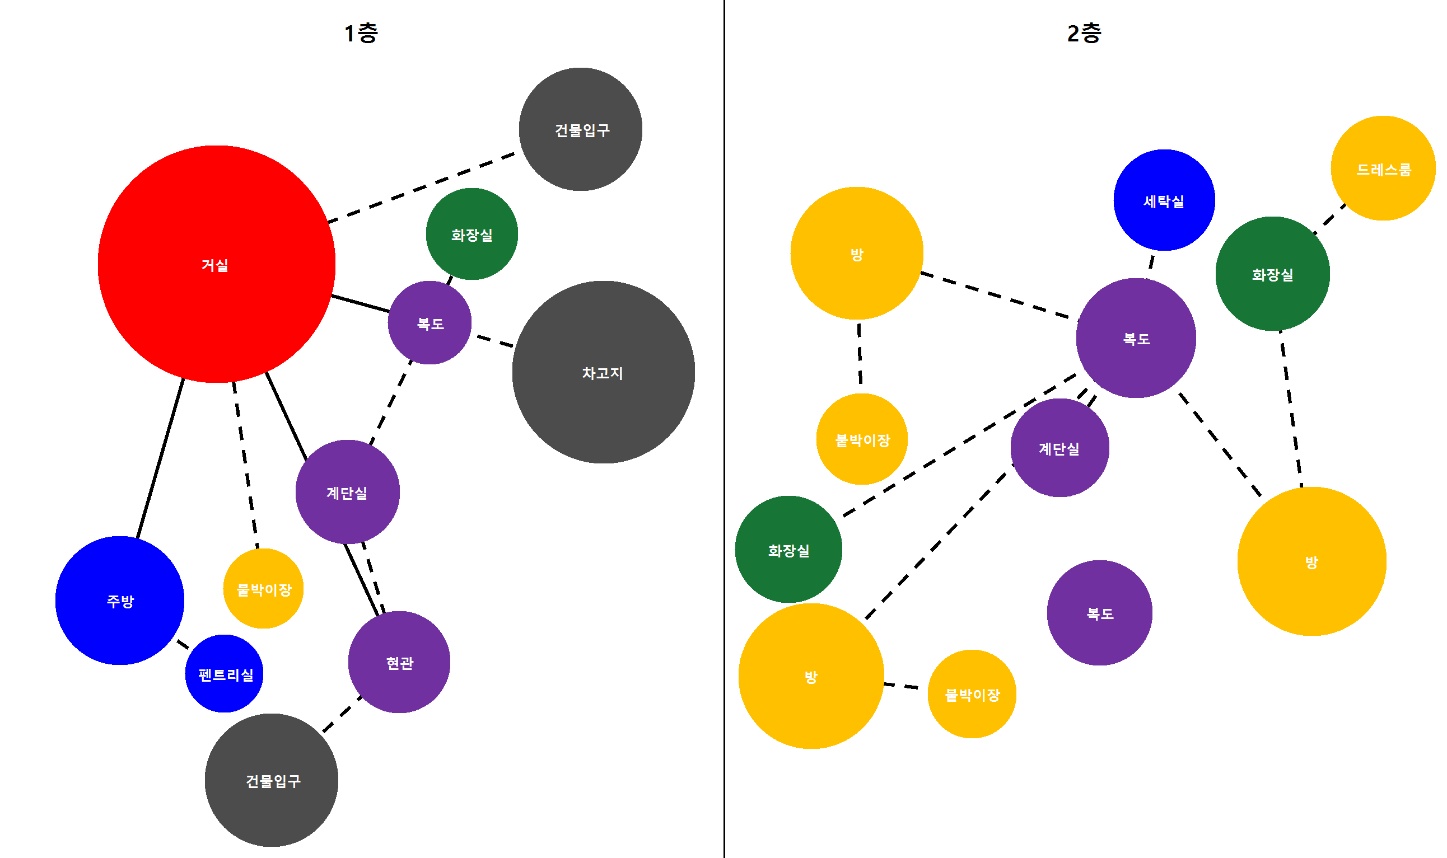 1층
건물입구
화장실
거실
복도
차고지
계단실
붙박이장
주방
현관
펜트리실
건물입구
2층
드레스룸
세탁실
방
화장실
복도
붙박이장
계단실
화장실
방
복도
방
붙박이장